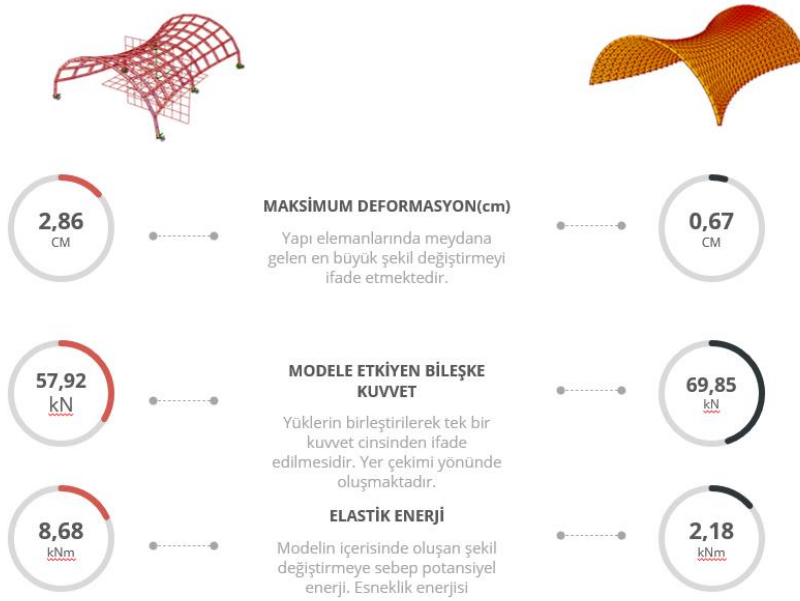 MAKSİMUM DEFORMASYON(cm)
2,86
CM
Yapı elemanlarında meydana
gelen en büyük şekil değiştirmeyi
ifade etmektedir.
0,67
CM
MODELE ETKİYEN BİLEŞKE
KUVVET
57,92
kN
Yüklerin birleştirilerek tek bir
kuvvet cinsinden ifade
edilmesidir. Yer çekimi yönünde
oluşmaktadır.
69,85
kN
ELASTİK ENERJİ
8,68
kNm
Modelin içerisinde oluşan şekil
değiştirmeye sebep potansiyel
enerji. Esneklik enerjisi
2,18
kNm